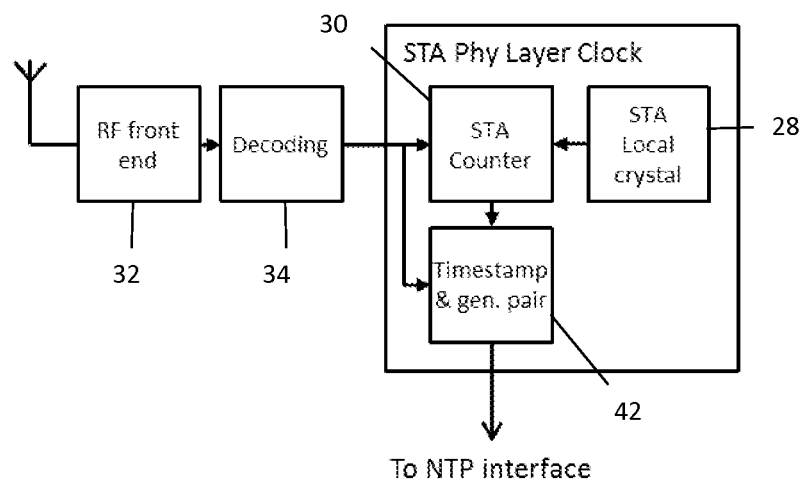 30
STA Phy Layer Clock
RF front
end
Decoding
STA
Counter
STA
Local
crystal
28
32
34
Timestamp
& gen. pair
42
To NTP interface